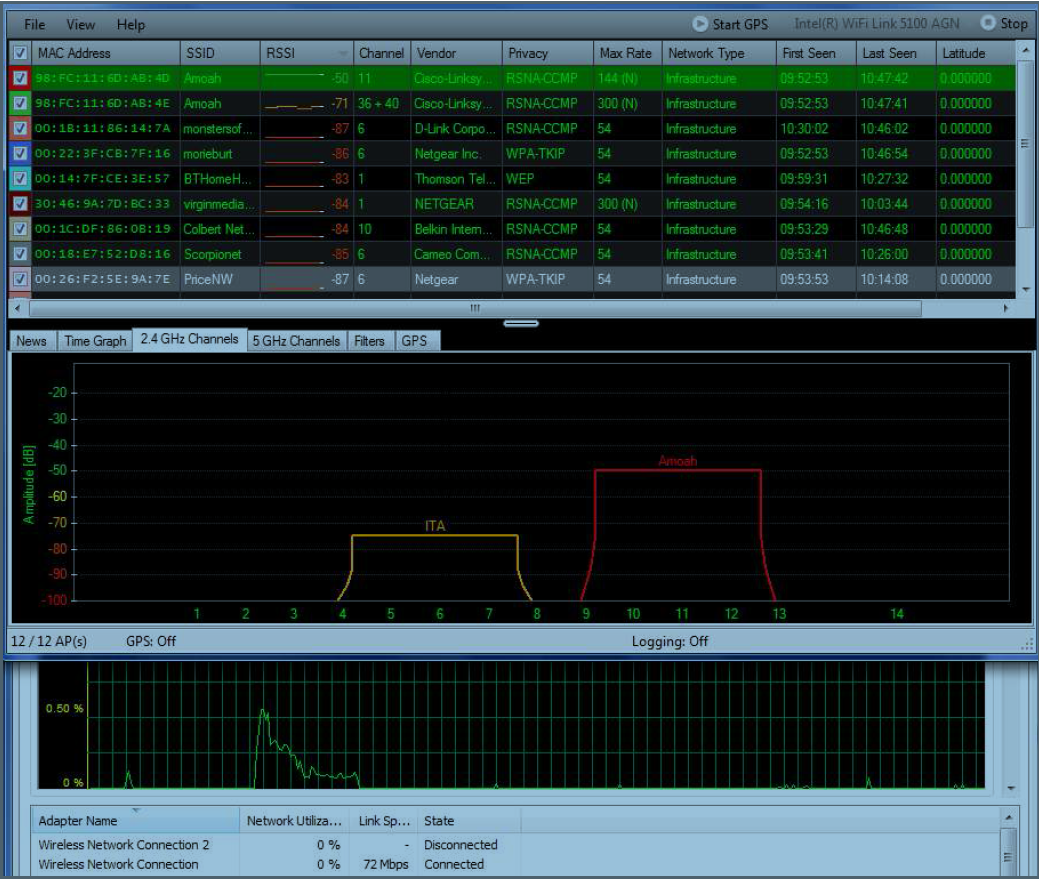 File View Help Start GPS Intel(R) WiFi Link 5100 AGN Stop
MAC Address SSID RSSI Channel Vendor Privacy Max Rate Network Type First Seen Last Seen Latitude
98:FC:11:6D:AB:4D Amoah -50 11 Cisco-Linksy... RSNA-CCMP 144 (N) Infrastructure 09:52:53 10:47:42 0.000000
98:FC:11:6D:AB:4E Amoah -71 36 + 40 Cisco-Linksy... RSNA-CCMP 300 (N) Infrastructure 09:52:53 10:47:41 0.000000
00:1B:11:86:14:7A monstersof... -87 6 D-Link Corpo... RSNA-CCMP 54 Infrastructure 10:30:02 10:46:02 0.000000
00:22:3F:CB:7F:16 morieburt -86 6 Netgear Inc. WPA-TKIP 54 Infrastructure 09:52:53 10:46:54 0.000000
00:14:7F:CE:3E:57 BTHomeH... -83 1 Thomson Tel... WEP 54 Infrastructure 09:59:31 10:27:32 0.000000
30:46:9A:7D:BC:33 virginmedia... -84 1 NETGEAR RSNA-CCMP 300 (N) Infrastructure 09:54:16 10:03:44 0.000000
00:1C:DF:86:0B:19 Colbert Net... -84 10 Belkin Intern... RSNA-CCMP 54 Infrastructure 09:53:29 10:46:48 0.000000
00:18:E7:52:D8:16 Scorpionet -85 6 Cameo Com... RSNA-CCMP 54 Infrastructure 09:53:41 10:26:00 0.000000
00:26:F2:5E:9A:7E PriceNW -87 6 Netgear WPA-TKIP 54 Infrastructure 09:53:53 10:14:08 0.000000
News Time Graph 2.4 GHz Channels 5 GHz Channels Filters GPS
Amplitude [dB]
-20
-30
-40
-50
-60
-70
-80
-90
-100
Amoah
ITA
1 2 3 4 5 6 7 8 9 10 11 12 13 14
12 / 12 AP(s) GPS: Off Logging: Off
0.50 %
0 %
Adapter Name Network Utiliza... Link Sp... State
Wireless Network Connection 2 0 % - Disconnected
Wireless Network Connection 0 % 72 Mbps Connected